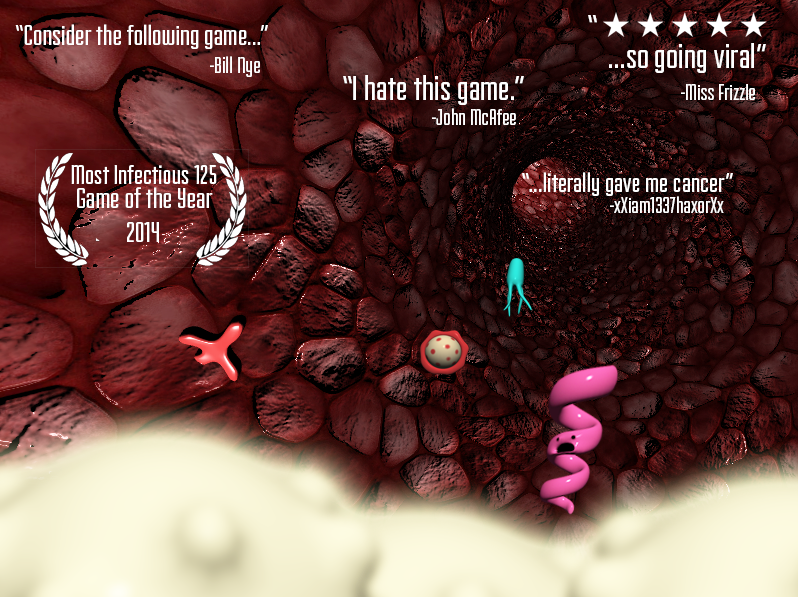 “Consider the following game...”
-Bill Nye
“★★★★★
...so going viral”
-Miss Frizzle
“I hate this game.”
-John McAfee
Most Infectious 125
Game of the Year
2014
“...literally gave me cancer”
-xXiam1337haxorXx